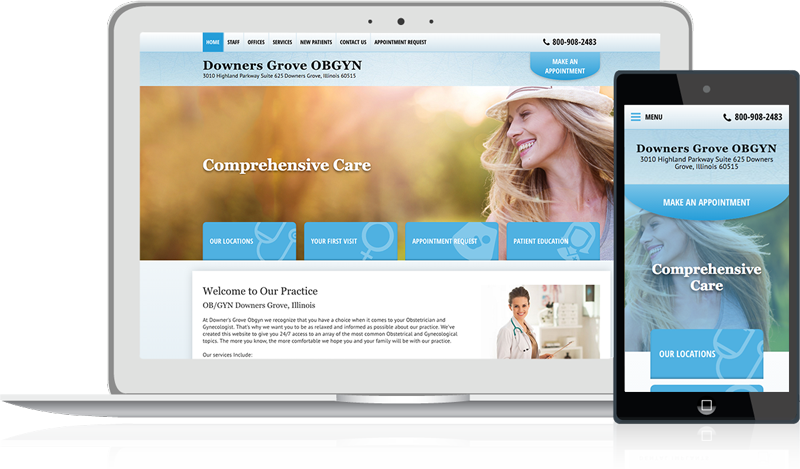 HOME STAFF OFFICES SERVICES NEW PATIENTS CONTACT US APPOINTMENT REQUEST 800-908-2483
Downers Grove OBGYN
3010 Highland Parkway Suite 625 Downers Grove, Illinois 60515
MAKE AN
APPOINTMENT
Comprehensive Care
OUR LOCATIONS YOUR FIRST VISIT APPOINTMENT REQUEST PATIENT EDUCATION
Welcome to Our Practice
OB/GYN Downers Grove, Illinois
At Downer's Grove Obgyn we recognize that you have a choice when it comes to your Obstetrician and
Gynecologist. That's why we want you to be as relaxed and informed as possible about our practice. We've
created this website to give you 24/7 access to an array of the most common Obstetrical and Gynecological
topics. The more you know, the more comfortable we hope you and your family will be with our practice.
Our services Include:
MENU 800-908-2483
Downers Grove OBGYN
3010 Highland Parkway Suite 625 Downers
Grove, Illinois 60515
MAKE AN APPOINTMENT
Comprehensive
Care
OUR LOCATIONS